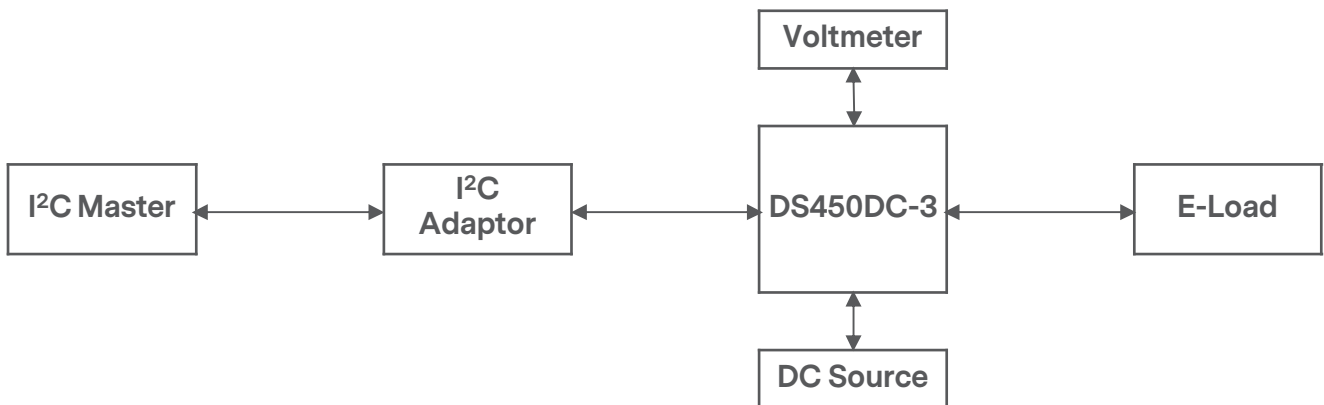 Voltmeter
I²C Master
I²C
Adaptor
DS450DC-3
E-Load
DC Source